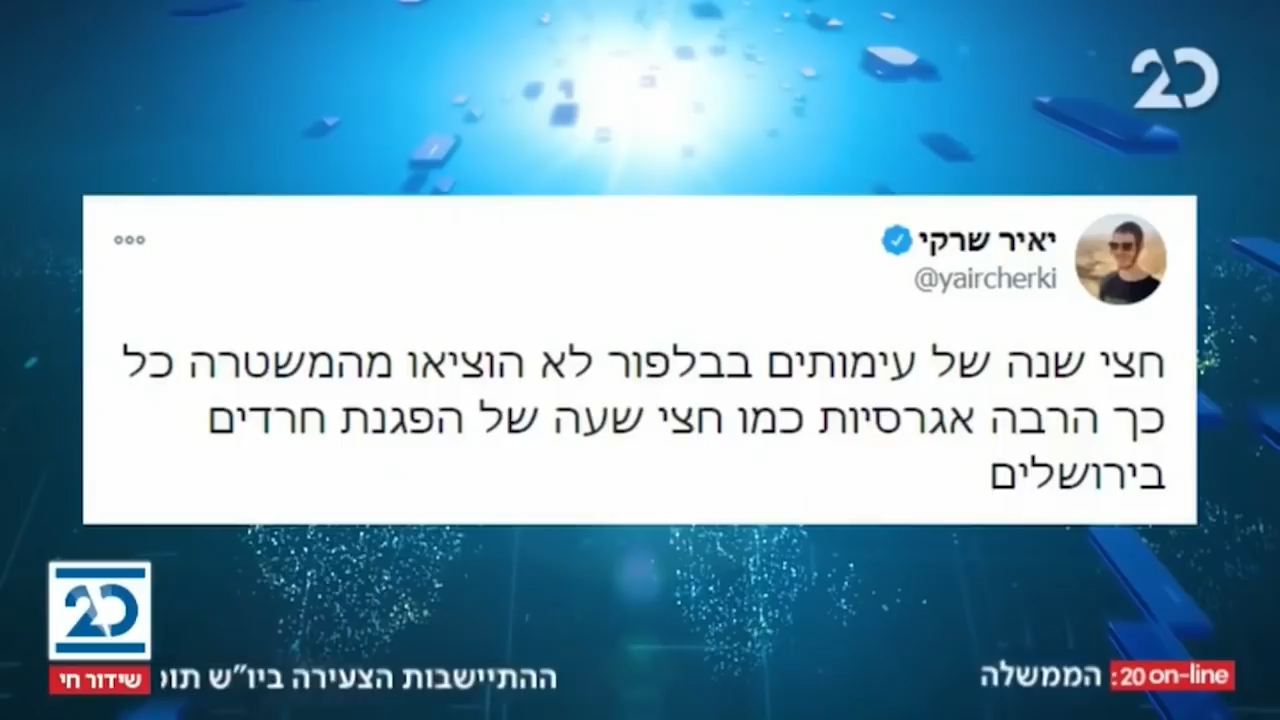 20
יאיר שרקי
@yaircherki
חצי שנה של עימותים בבלפור לא הוציאו מהמשטרה כל
כך הרבה אגרסיות כמו חצי שעה של הפגנת חרדים
בירושלים
20
שידור חי
20 on-line: הממשלה
ההתיישבות הצעירה ביו"ש